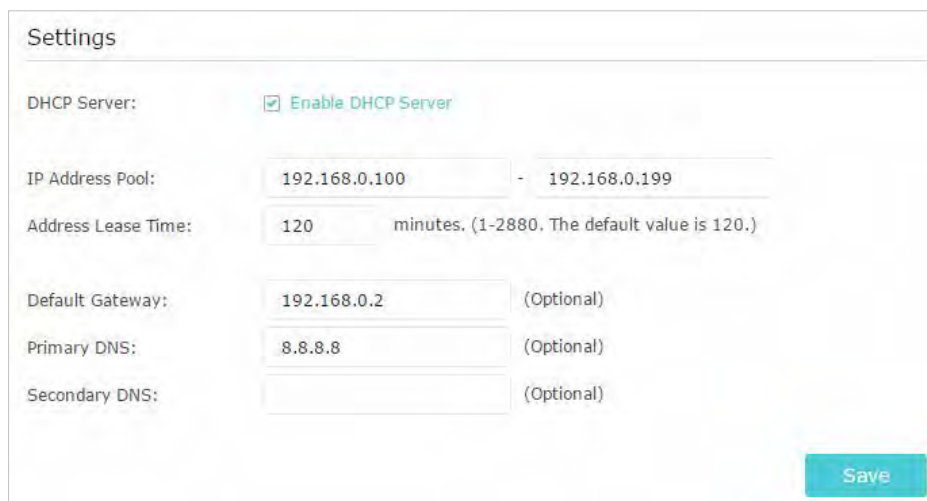 Settings
DHCP Server: Enable DHCP Server
IP Address Pool: 192.168.0.100 - 192.168.0.199
Address Lease Time: 120 minutes. (1-2880. The default value is 120.)
Default Gateway: 192.168.0.2 (Optional)
Primary DNS: 8.8.8.8 (Optional)
Secondary DNS: (Optional)
Save